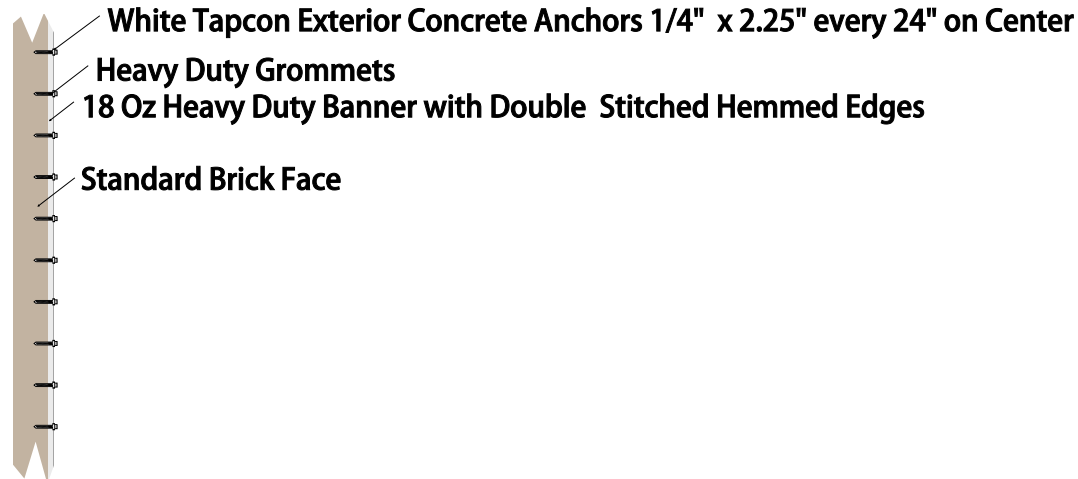 White Tapcon Exterior Concrete Anchors 1/4" x 2.25" every 24" on Center
Heavy Duty Grommets
18 Oz Heavy Duty Banner with Double Stitched Hemmed Edges
Standard Brick Face